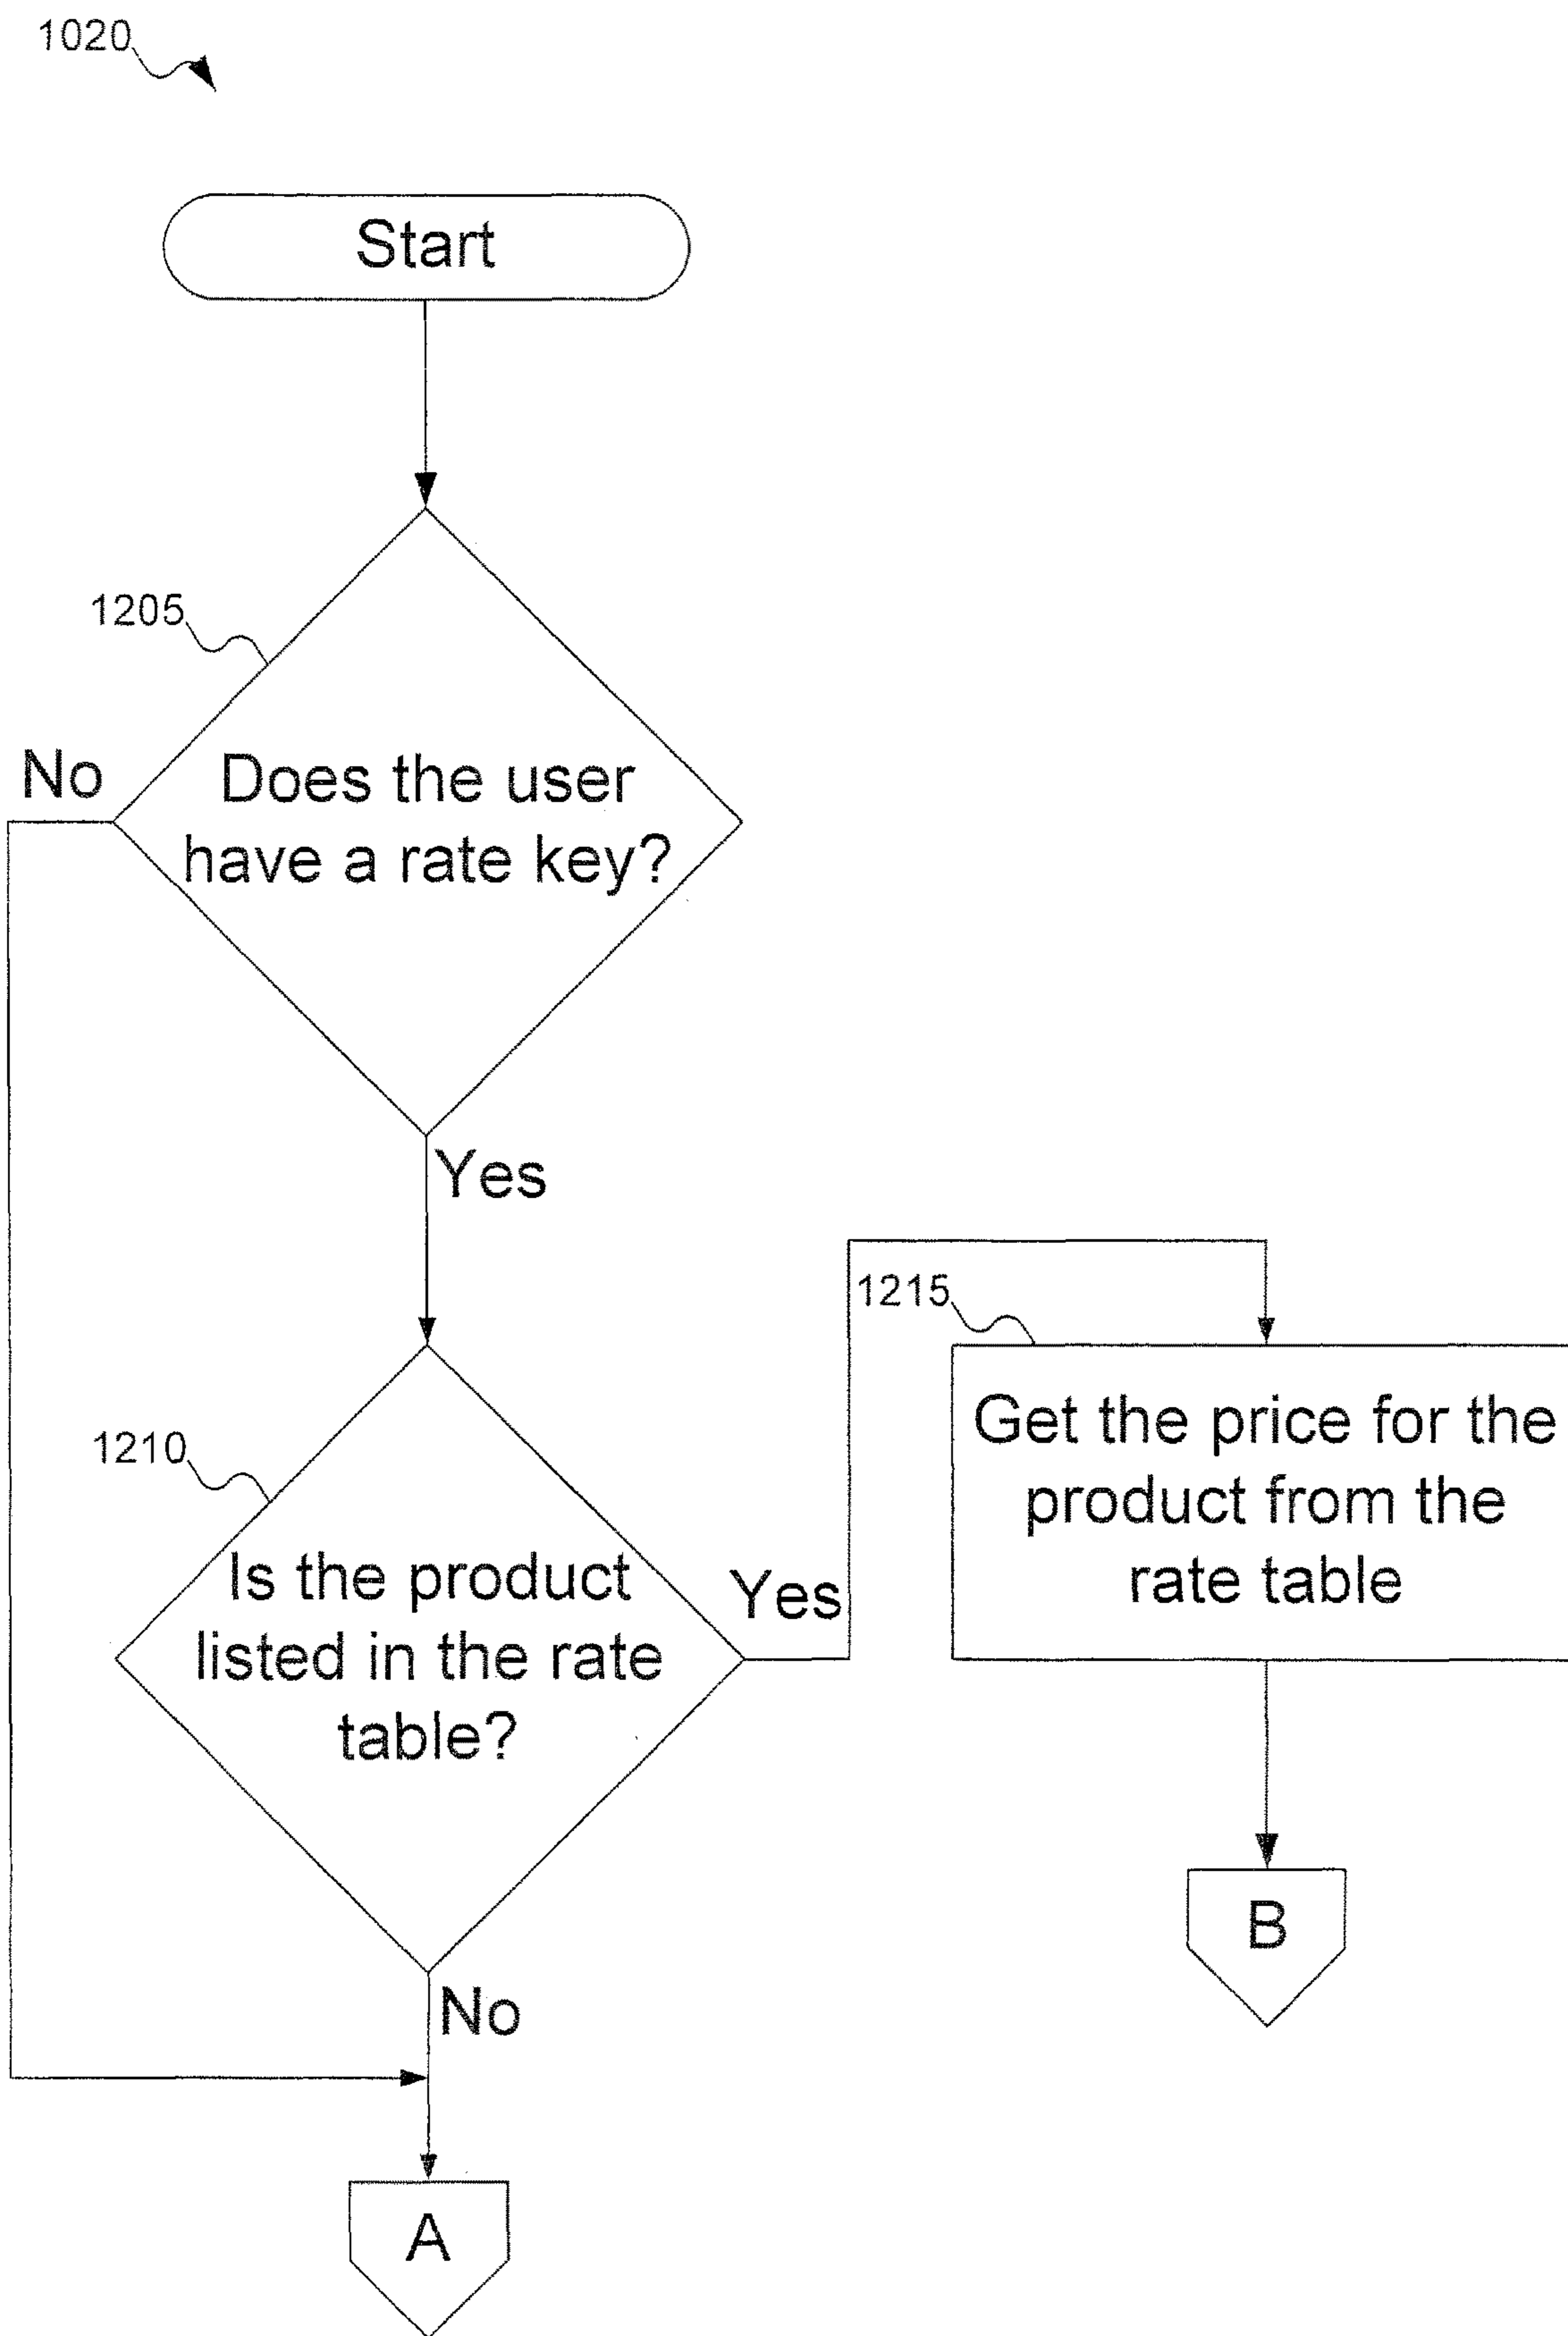 1020
Start
1205
No
Does the user
have a rate key?
Yes
1215
Get the price for the
product from the
rate table
1210
Is the product
listed in the rate
table?
Yes
B
No
A